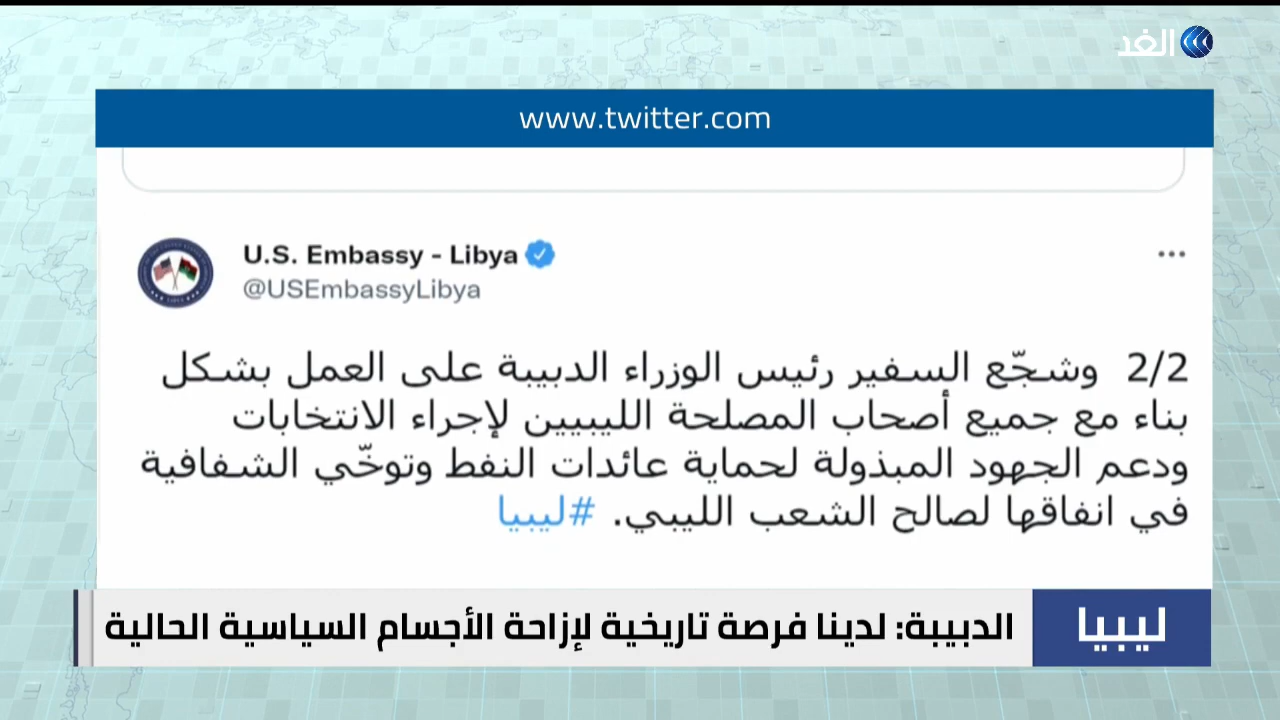 الغد
www.twitter.com
U.S. Embassy - Libya
@USEmbassyLibya
2/2 وشجّع السفير رئيس الوزراء الدبيبة على العمل بشكل
بناء مع جميع أصحاب المصلحة الليبيين لإجراء الانتخابات
ودعم الجهود المبذولة لحماية عائدات النفط وتوخّي الشفافية
في انفاقها لصالح الشعب الليبي. #ليبيا
ليبيا
الدبيبة: لدينا فرصة تاريخية لإزاحة الأجسام السياسية الحالية